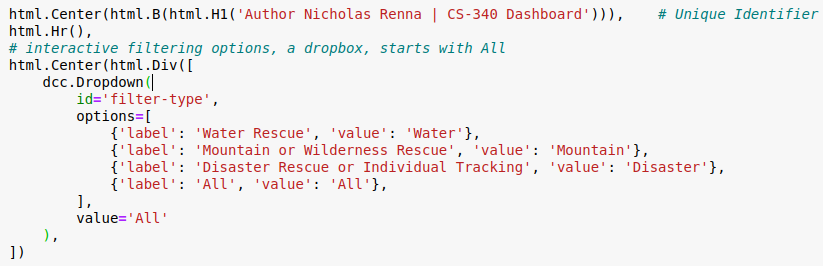 html.Center(html.B(html.H1('Author Nicholas Renna | CS-340 Dashboard'))),    # Unique Identifier
html.Hr(),
# interactive filtering options, a dropbox, starts with All
html.Center(html.Div([
    dcc.Dropdown(
        id='filter-type',
        options=[
            {'label': 'Water Rescue', 'value': 'Water'},
            {'label': 'Mountain or Wilderness Rescue', 'value': 'Mountain'},
            {'label': 'Disaster Rescue or Individual Tracking', 'value': 'Disaster'},
            {'label': 'All', 'value': 'All'},
        ],
        value='All'
    ),
])